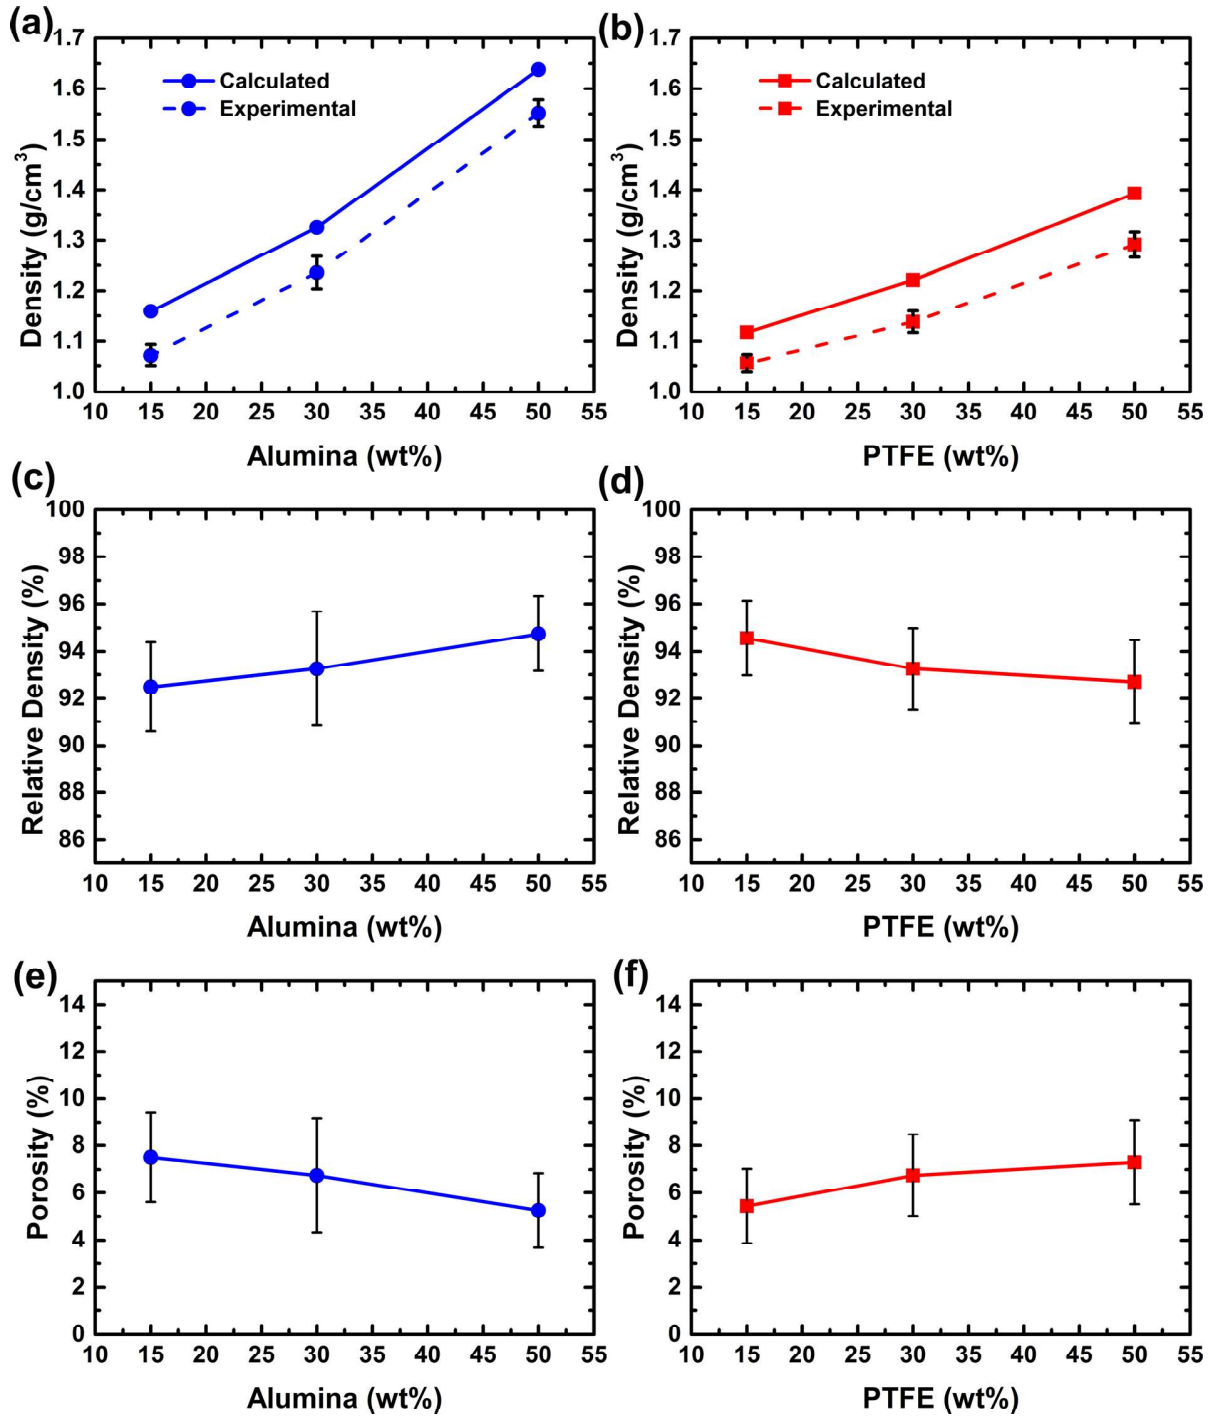 (a)
1.7
1.6
1.5
1.4
1.3
1.2
1.1
1.0
Density (g/cm³)
Calculated
Experimental
10 15 20 25 30 35 40 45 50 55
Alumina (wt%)
(b)
1.7
1.6
1.5
1.4
1.3
1.2
1.1
1.0
Density (g/cm³)
Calculated
Experimental
10 15 20 25 30 35 40 45 50 55
PTFE (wt%)
(c)
100
98
96
94
92
90
88
86
Relative Density (%)
10 15 20 25 30 35 40 45 50 55
Alumina (wt%)
(d)
100
98
96
94
92
90
88
86
Relative Density (%)
10 15 20 25 30 35 40 45 50 55
PTFE (wt%)
(e)
14
12
10
8
6
4
2
0
Porosity (%)
10 15 20 25 30 35 40 45 50 55
Alumina (wt%)
(f)
14
12
10
8
6
4
2
0
Porosity (%)
10 15 20 25 30 35 40 45 50 55
PTFE (wt%)